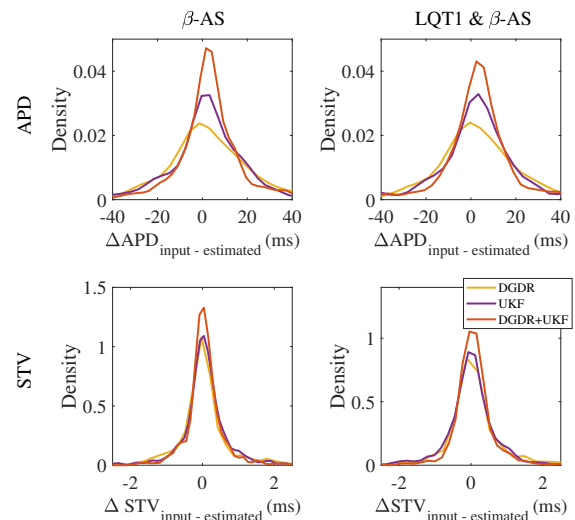 β-AS
LQT1 & β-AS
APD
Density
0.04
0.02
0
-40 -20 0 20 40
ΔAPD input - estimated (ms)
Density
0.04
0.02
0
-40 -20 0 20 40
ΔAPD input - estimated (ms)
STV
Density
1.5
1
0.5
0
-2 0 2
Δ STV input - estimated (ms)
Density
1
0.5
0
-2 0 2
ΔSTV input - estimated (ms)
DGDR
UKF
DGDR+UKF